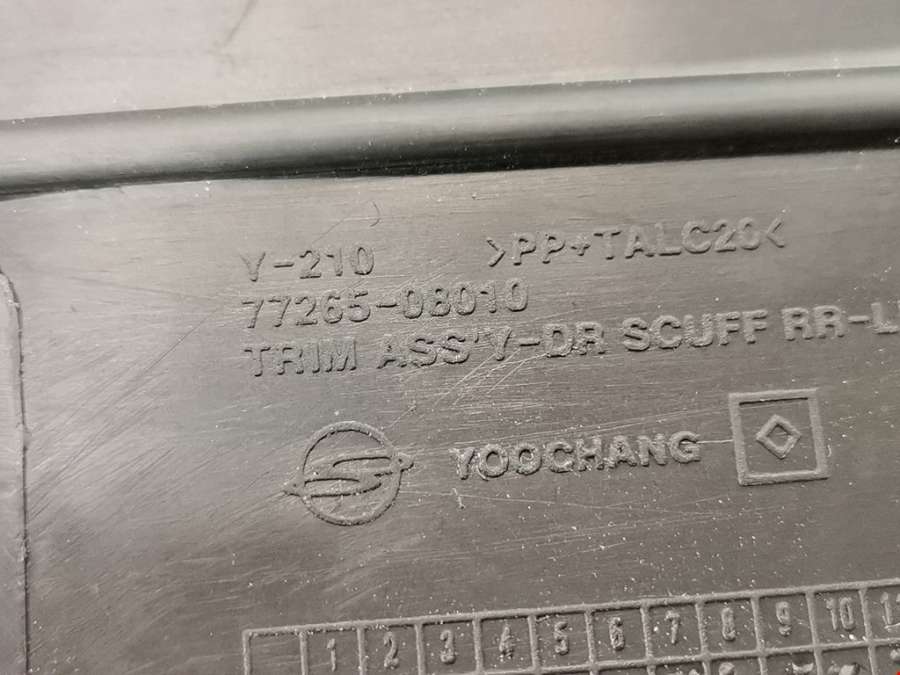 Y-210 >PP+TALC20<
77265-08010
TRIM ASS'Y-DR SCUFF RR-L
YOOCHANG
1 2 3 4 5 6 7 8 9 10